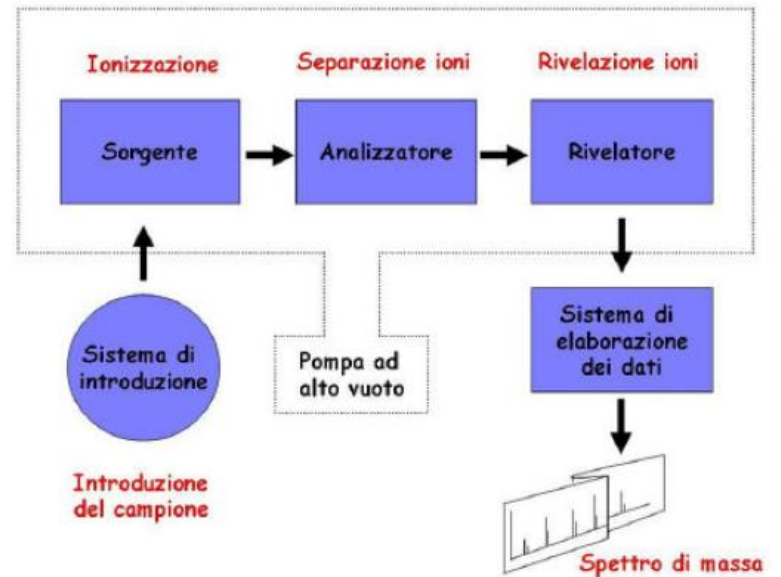 Ionizzazione
Separazione ioni
Rivelazione ioni
Sorgente
Analizzatore
Rivelatore
Sistema di
introduzione
Pompa ad
alto vuoto
Sistema di
elaborazione
dei dati
Introduzione
del campione
Spettro di massa